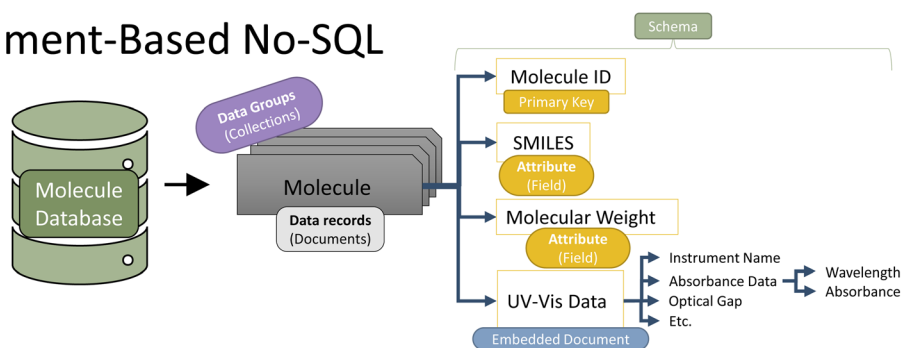 ment-Based No-SQL
Schema
Molecule Database
Data Groups
(Collections)
Molecule
Data records
(Documents)
Molecule ID
Primary Key
SMILES
Attribute
(Field)
Molecular Weight
Attribute
(Field)
UV-Vis Data
Embedded Document
Instrument Name
Absorbance Data
Optical Gap
Etc.
Wavelength
Absorbance